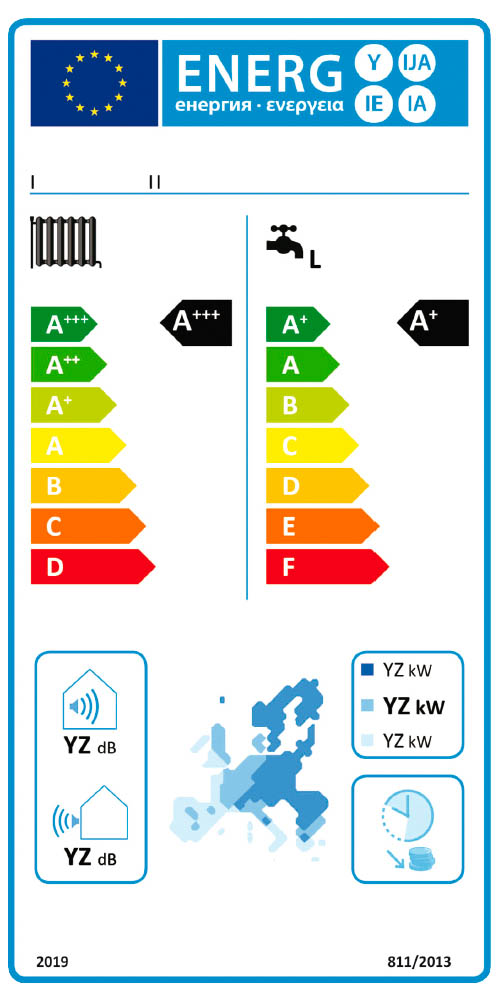 ENERG
енергия · ενεργεια
Y IJA
IE IA
I II
L
A+++ A+++
A++
A+
A
B
C
D
A+ A+
A
B
C
D
E
F
YZ dB
YZ dB
YZ kW
YZ kW
YZ kW
2019 811/2013